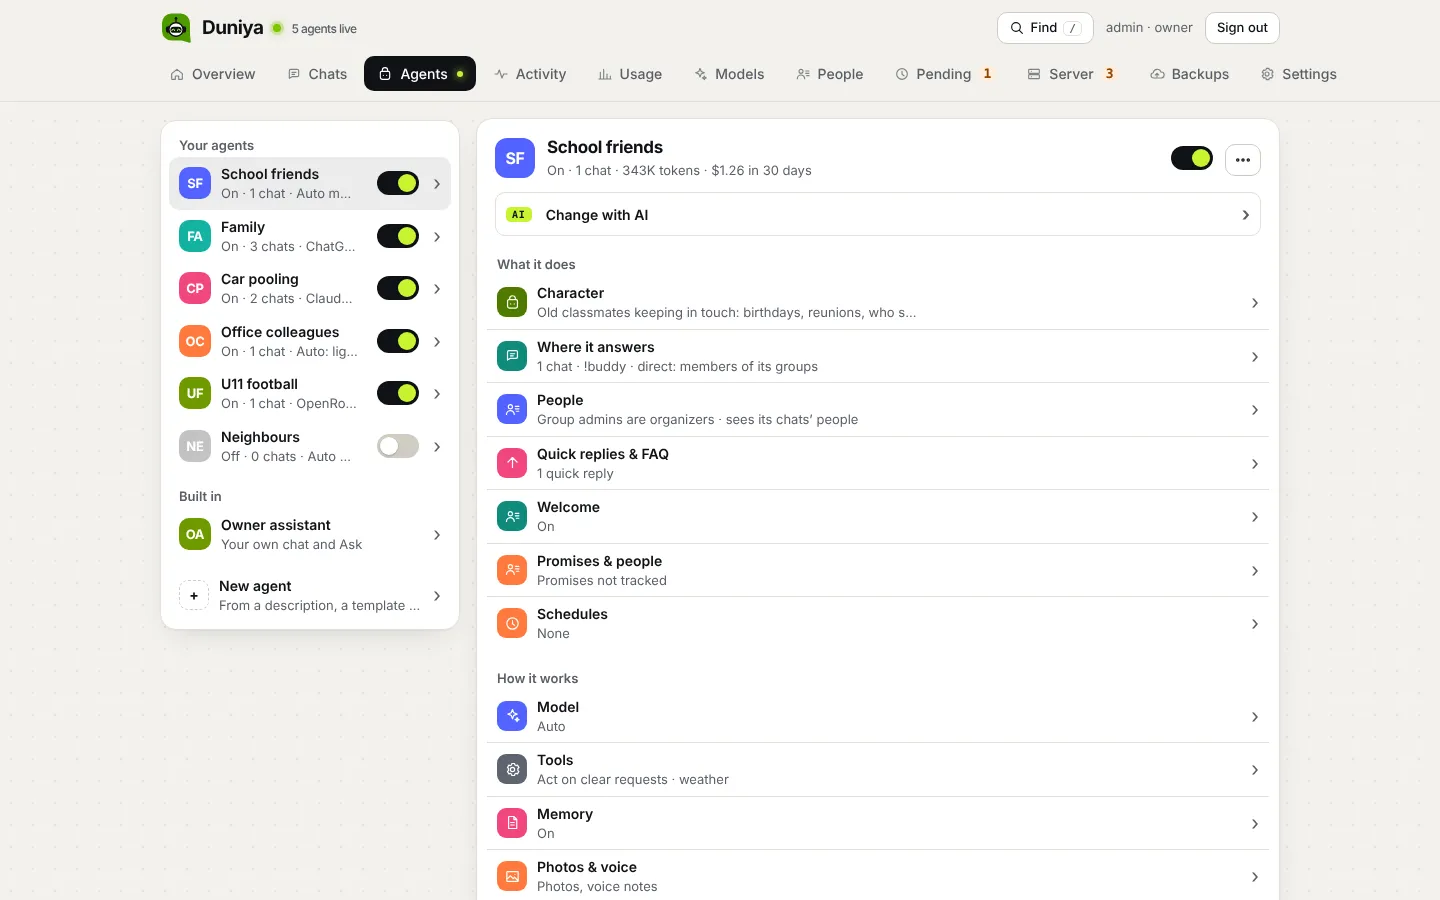 Duniya
5 agents live
Find /
admin · owner
Sign out
Overview
Chats
Agents
Activity
Usage
Models
People
Pending 1
Server 3
Backups
Settings
Your agents
SF
School friends
On · 1 chat · Auto m...
FA
Family
On · 3 chats · ChatG...
CP
Car pooling
On · 2 chats · Claud...
OC
Office colleagues
On · 1 chat · Auto: lig...
UF
U11 football
On · 1 chat · OpenRo...
NE
Neighbours
Off · 0 chats · Auto ...
Built in
OA
Owner assistant
Your own chat and Ask
+
New agent
From a description, a template ...
SF
School friends
On · 1 chat · 343K tokens · $1.26 in 30 days
AI Change with AI
What it does
Character
Old classmates keeping in touch: birthdays, reunions, who s...
Where it answers
1 chat · !buddy · direct: members of its groups
People
Group admins are organizers · sees its chats’ people
Quick replies & FAQ
1 quick reply
Welcome
On
Promises & people
Promises not tracked
Schedules
None
How it works
Model
Auto
Tools
Act on clear requests · weather
Memory
On
Photos & voice
Photos, voice notes